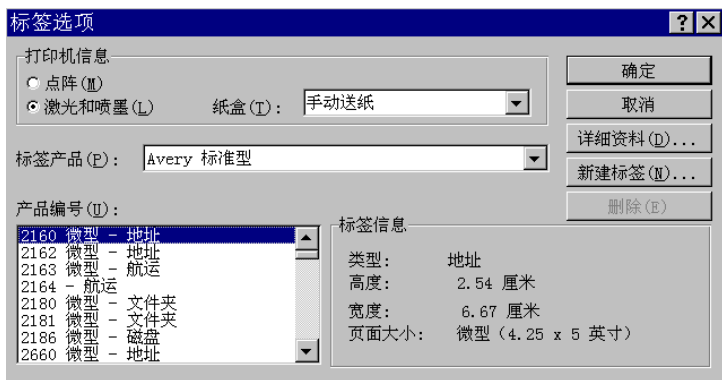 标签选项
打印机信息
点阵(M)
激光和喷墨(L) 纸盒(T): 手动送纸
标签产品(P): Avery 标准型
产品编号(U):
2160 微型 - 地址
2162 微型 - 地址
2163 微型 - 航运
2164 - 航运
2180 微型 - 文件夹
2181 微型 - 文件夹
2186 微型 - 磁盘
2660 微型 - 地址
标签信息
类型: 地址
高度: 2.54 厘米
宽度: 6.67 厘米
页面大小: 微型 (4.25 x 5 英寸)
确定
取消
详细资料(D)...
新建标签(N)...
删除(E)